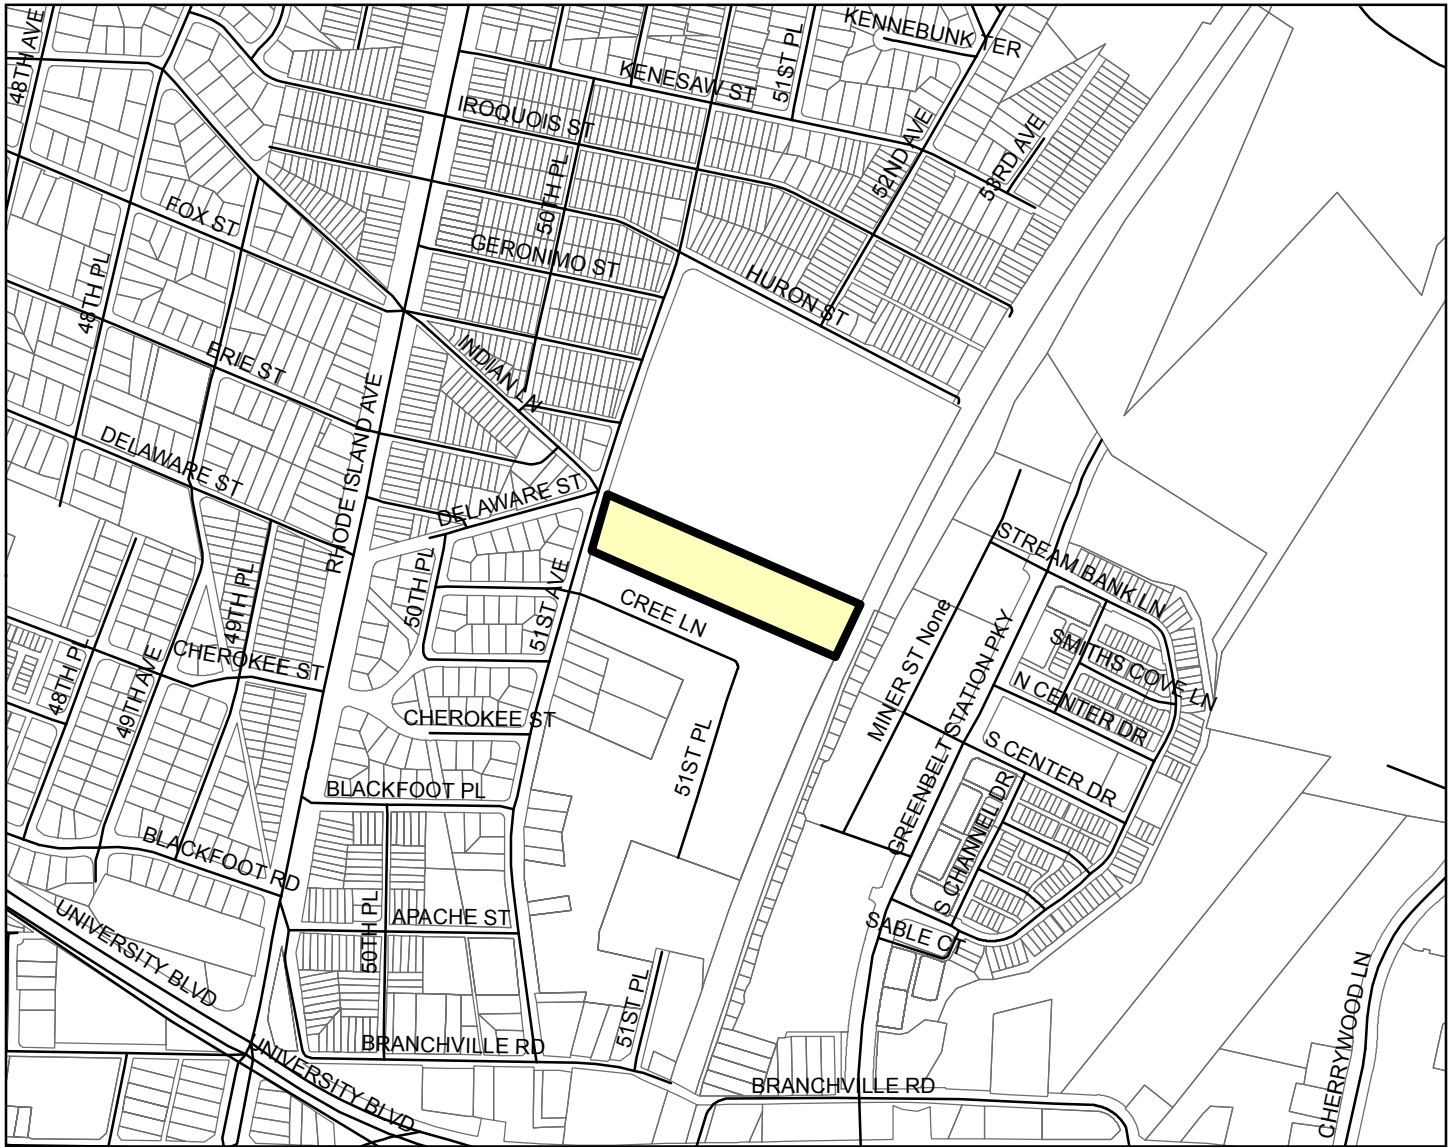 48TH AVE
KENNEBUNK TER
51ST PL
KENESAW ST
IROQUOIS ST
52ND AVE
53RD AVE
50TH PL
FOX ST
GERONIMO ST
HURON ST
48TH PL
ERIE ST
INDIAN LN
RHODE ISLAND AVE
DELAWARE ST
DELAWARE ST
STREAM BANK LN
50TH PL
51ST AVE
49TH PL
CREE LN
MINER ST None
GREENBELT STATION PKY
SMITHS COVE LN
CHEROKEE ST
48TH PL
49TH AVE
N CENTER DR
CHEROKEE ST
51ST PL
S CENTER DR
BLACKFOOT PL
S CHANNEL DR
BLACKFOOT RD
50TH PL
APACHE ST
SABLE CT
UNIVERSITY BLVD
51ST PL
CHERRYWOOD LN
UNIVERSITY BLVD
BRANCHVILLE RD
BRANCHVILLE RD